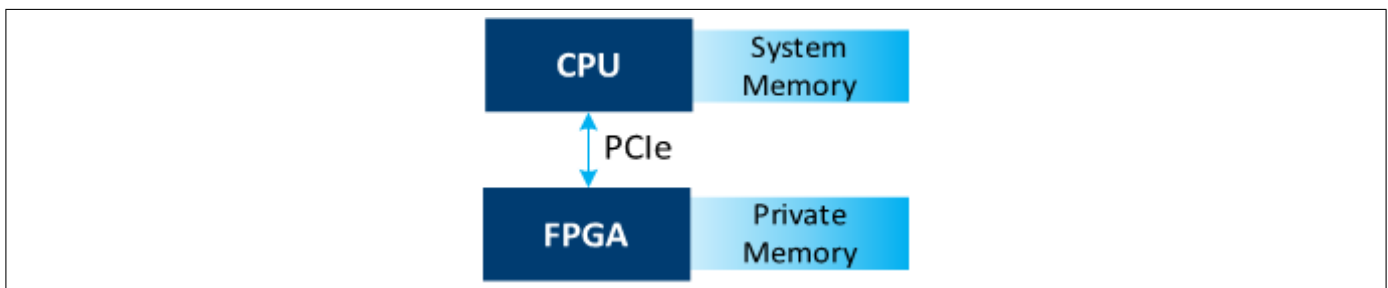 CPU
System
Memory
PCIe
FPGA
Private
Memory